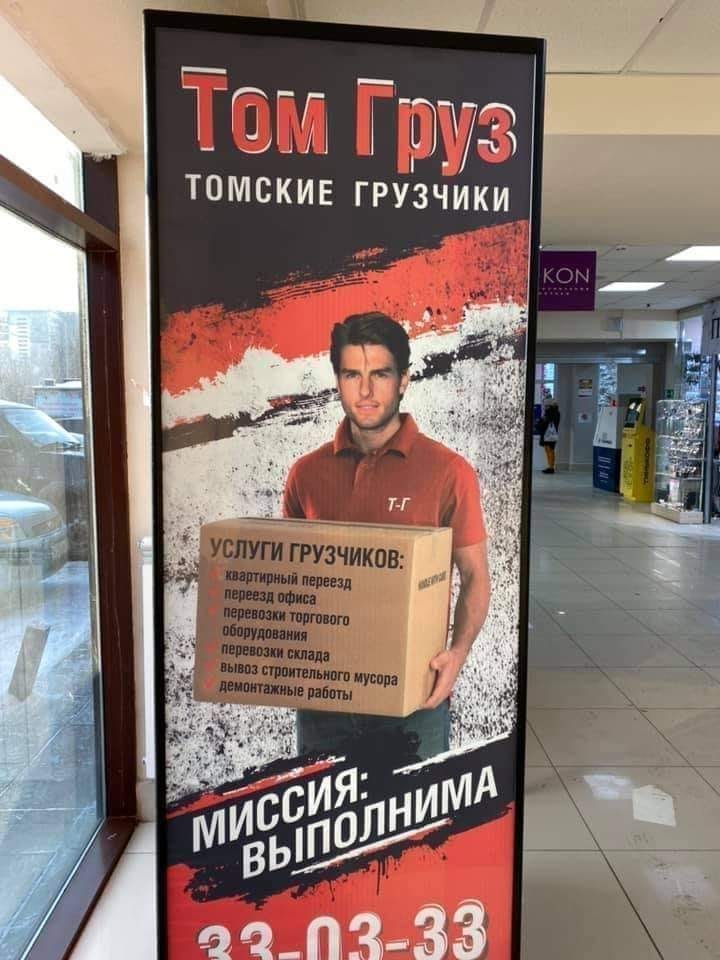 Том Груз
ТОМСКИЕ ГРУЗЧИКИ
KON
Т-Г
УСЛУГИ ГРУЗЧИКОВ:
квартирный переезд
переезд офиса
перевозки торгового
оборудования
перевозки склада
вывоз строительного мусора
демонтажные работы
МИССИЯ:
ВЫПОЛНИМА
33-03-33